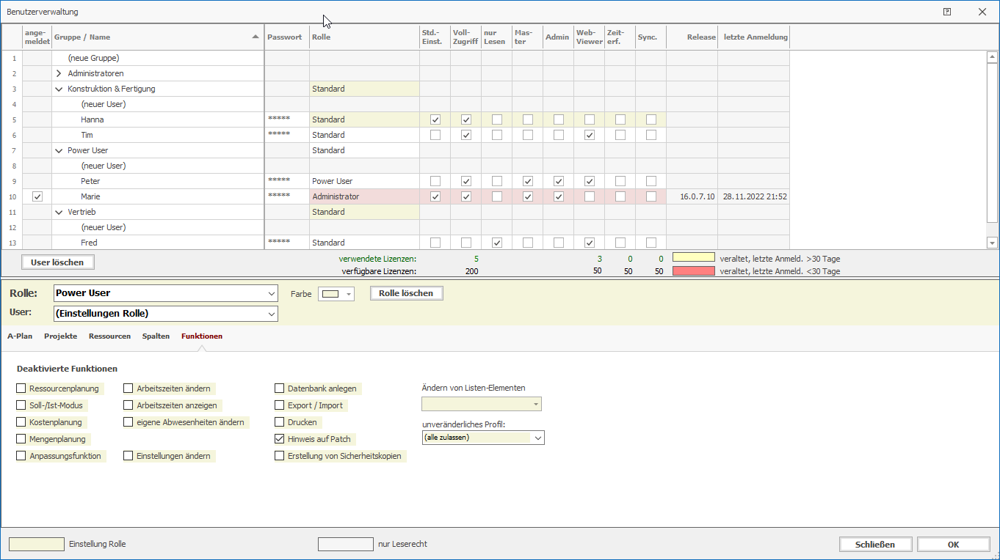 Benutzerverwaltung
ange-
meldet
Gruppe / Name
Passwort
Rolle
Std.-
Einst.
Voll-
Zugriff
nur
Lesen
Mas-
ter
Admin
Web-
Viewer
Zeit-
erf.
Sync.
Release
letzte Anmeldung
1 (neue Gruppe)
2 Administratoren
3 Konstruktion & Fertigung Standard
4 (neuer User)
5 Hanna ***** Standard
6 Tim ***** Standard
7 Power User Standard
8 (neuer User)
9 Peter ***** Power User
10 Marie ***** Administrator 16.0.7.10 28.11.2022 21:52
11 Vertrieb Standard
12 (neuer User)
13 Fred ***** Standard
User löschen
verwendete Lizenzen: 5 3 0 0 veraltet, letzte Anmeld. >30 Tage
verfügbare Lizenzen: 200 50 50 50 veraltet, letzte Anmeld. <30 Tage
Rolle: Power User Farbe Rolle löschen
User: (Einstellungen Rolle)
A-Plan Projekte Ressourcen Spalten Funktionen
Deaktivierte Funktionen
Ressourcenplanung Arbeitszeiten ändern Datenbank anlegen Ändern von Listen-Elementen
Soll-/Ist-Modus Arbeitszeiten anzeigen Export / Import
Kostenplanung eigene Abwesenheiten ändern Drucken unveränderliches Profil:
Mengenplanung Hinweis auf Patch (alle zulassen)
Anpassungsfunktion Einstellungen ändern Erstellung von Sicherheitskopien
Einstellung Rolle nur Leserecht Schließen OK